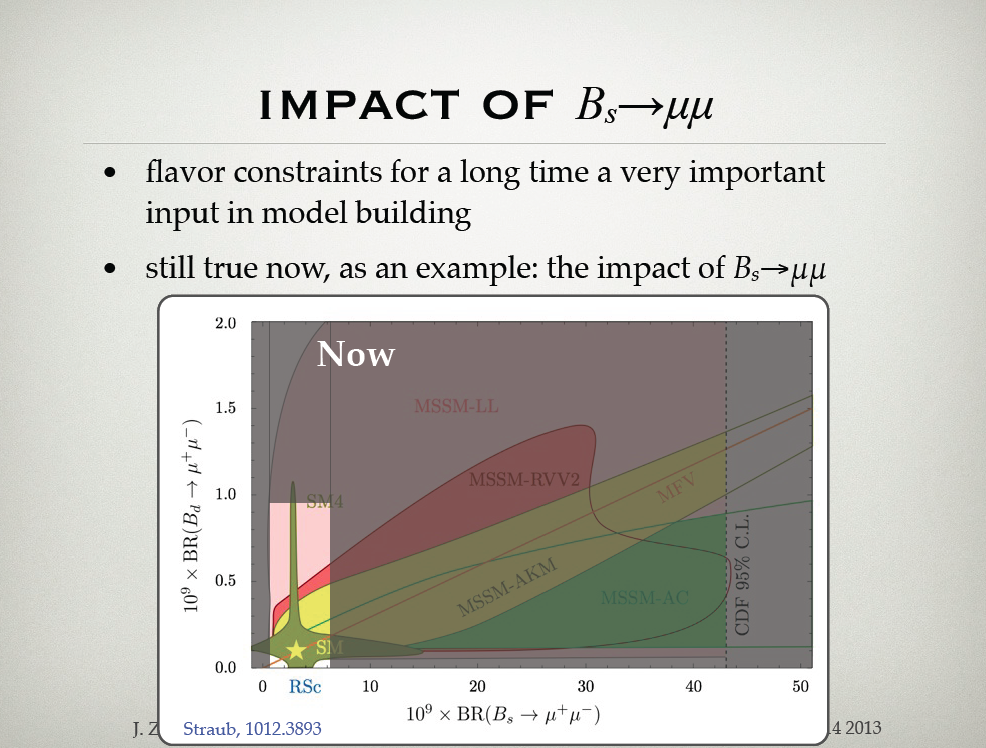 IMPACT OF Bs→μμ
• flavor constraints for a long time a very important
input in model building
• still true now, as an example: the impact of Bs→μμ
2.0
Now
1.5
MSSM-LL
MSSM-RVV2
1.0
SM4
MFV
0.5
MSSM-AKM
MSSM-AC
CDF 95% C.L.
SM
0.0
10⁹ × BR(Bd → μ⁺μ⁻)
0 RSc 10 20 30 40 50
10⁹ × BR(Bs → μ⁺μ⁻)
J. Z Straub, 1012.3893 4 2013